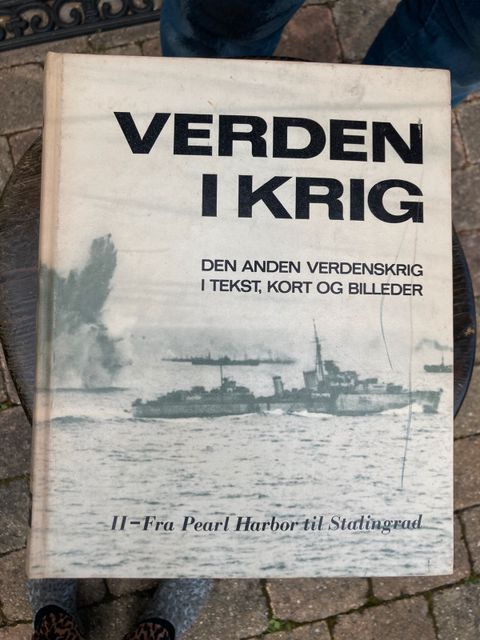 VERDEN
I KRIG
DEN ANDEN VERDENSKRIG
I TEKST, KORT OG BILLEDER
II–Fra Pearl Harbor til Stalingrad